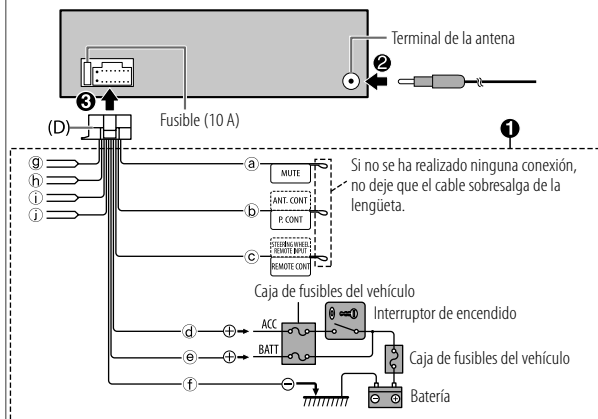 Terminal de la antena
❷
❸
Fusible (10 A)
(D)
❶
ⓖ
ⓗ
ⓘ
ⓙ
ⓐ
MUTE
Si no se ha realizado ninguna conexión,
no deje que el cable sobresalga de la
lengüeta.
ⓑ
ANT. CONT
P. CONT
ⓒ
STEERING WHEEL
REMOTE INPUT
REMOTE CONT
Caja de fusibles del vehículo
Interruptor de encendido
ⓓ ⊕ ACC
ⓔ ⊕ BATT
Caja de fusibles del vehículo
ⓕ ⊖
⊖ ⊕
Batería